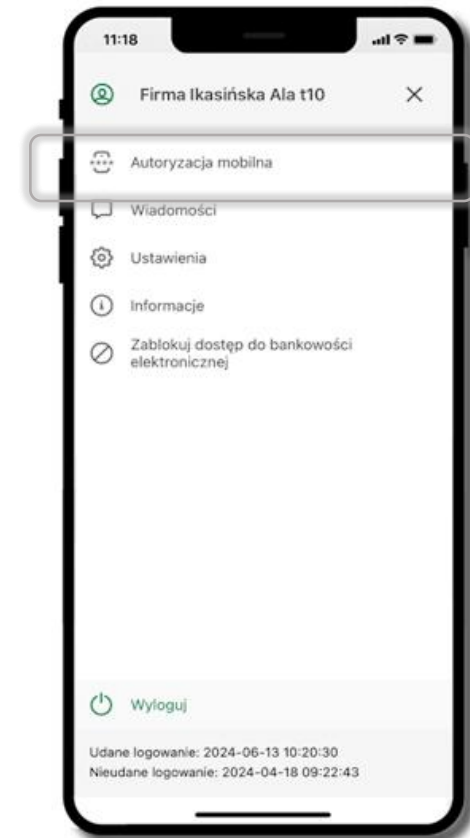 11:18
Firma Ikasińska Ala t10
Autoryzacja mobilna
Wiadomości
Ustawienia
Informacje
Zablokuj dostęp do bankowości
elektronicznej
Wyloguj
Udane logowanie: 2024-06-13 10:20:30
Nieudane logowanie: 2024-04-18 09:22:43